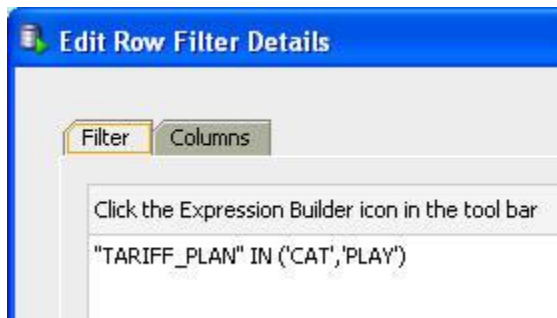 Edit Row Filter Details
Filter Columns
Click the Expression Builder icon in the tool bar
"TARIFF_PLAN" IN ('CAT','PLAY')